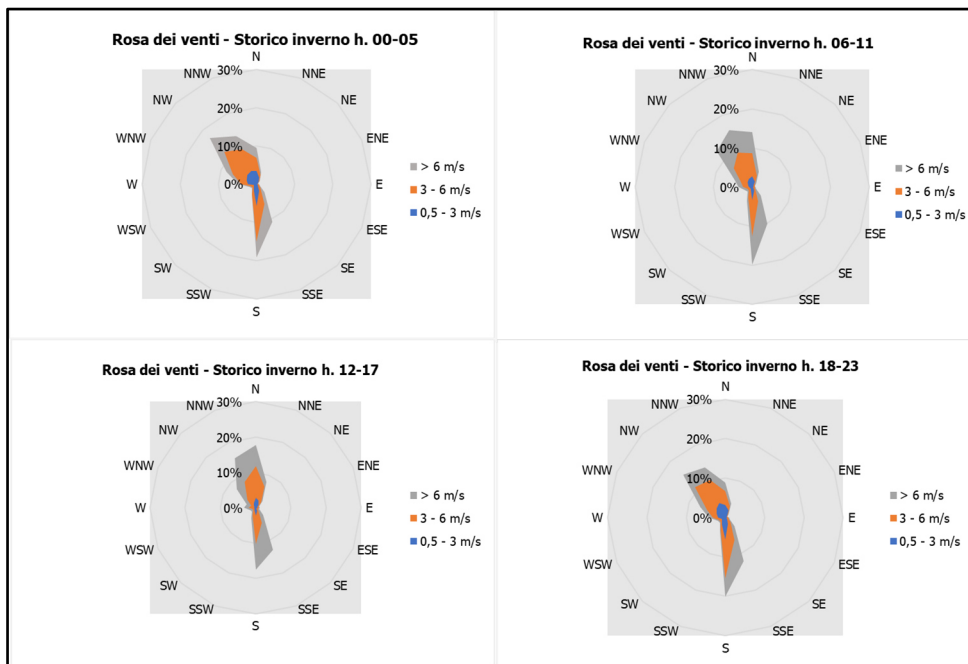 Rosa dei venti - Storico inverno h. 00-05
N
NNE
NE
ENE
E
ESE
SE
SSE
S
SSW
SW
WSW
W
WNW
NW
NNW
30%
20%
10%
0%
> 6 m/s
3 - 6 m/s
0,5 - 3 m/s
Rosa dei venti - Storico inverno h. 06-11
N
NNE
NE
ENE
E
ESE
SE
SSE
S
SSW
SW
WSW
W
WNW
NW
NNW
30%
20%
10%
0%
> 6 m/s
3 - 6 m/s
0,5 - 3 m/s
Rosa dei venti - Storico inverno h. 12-17
N
NNE
NE
ENE
E
ESE
SE
SSE
S
SSW
SW
WSW
W
WNW
NW
NNW
30%
20%
10%
0%
> 6 m/s
3 - 6 m/s
0,5 - 3 m/s
Rosa dei venti - Storico inverno h. 18-23
N
NNE
NE
ENE
E
ESE
SE
SSE
S
SSW
SW
WSW
W
WNW
NW
NNW
30%
20%
10%
0%
> 6 m/s
3 - 6 m/s
0,5 - 3 m/s